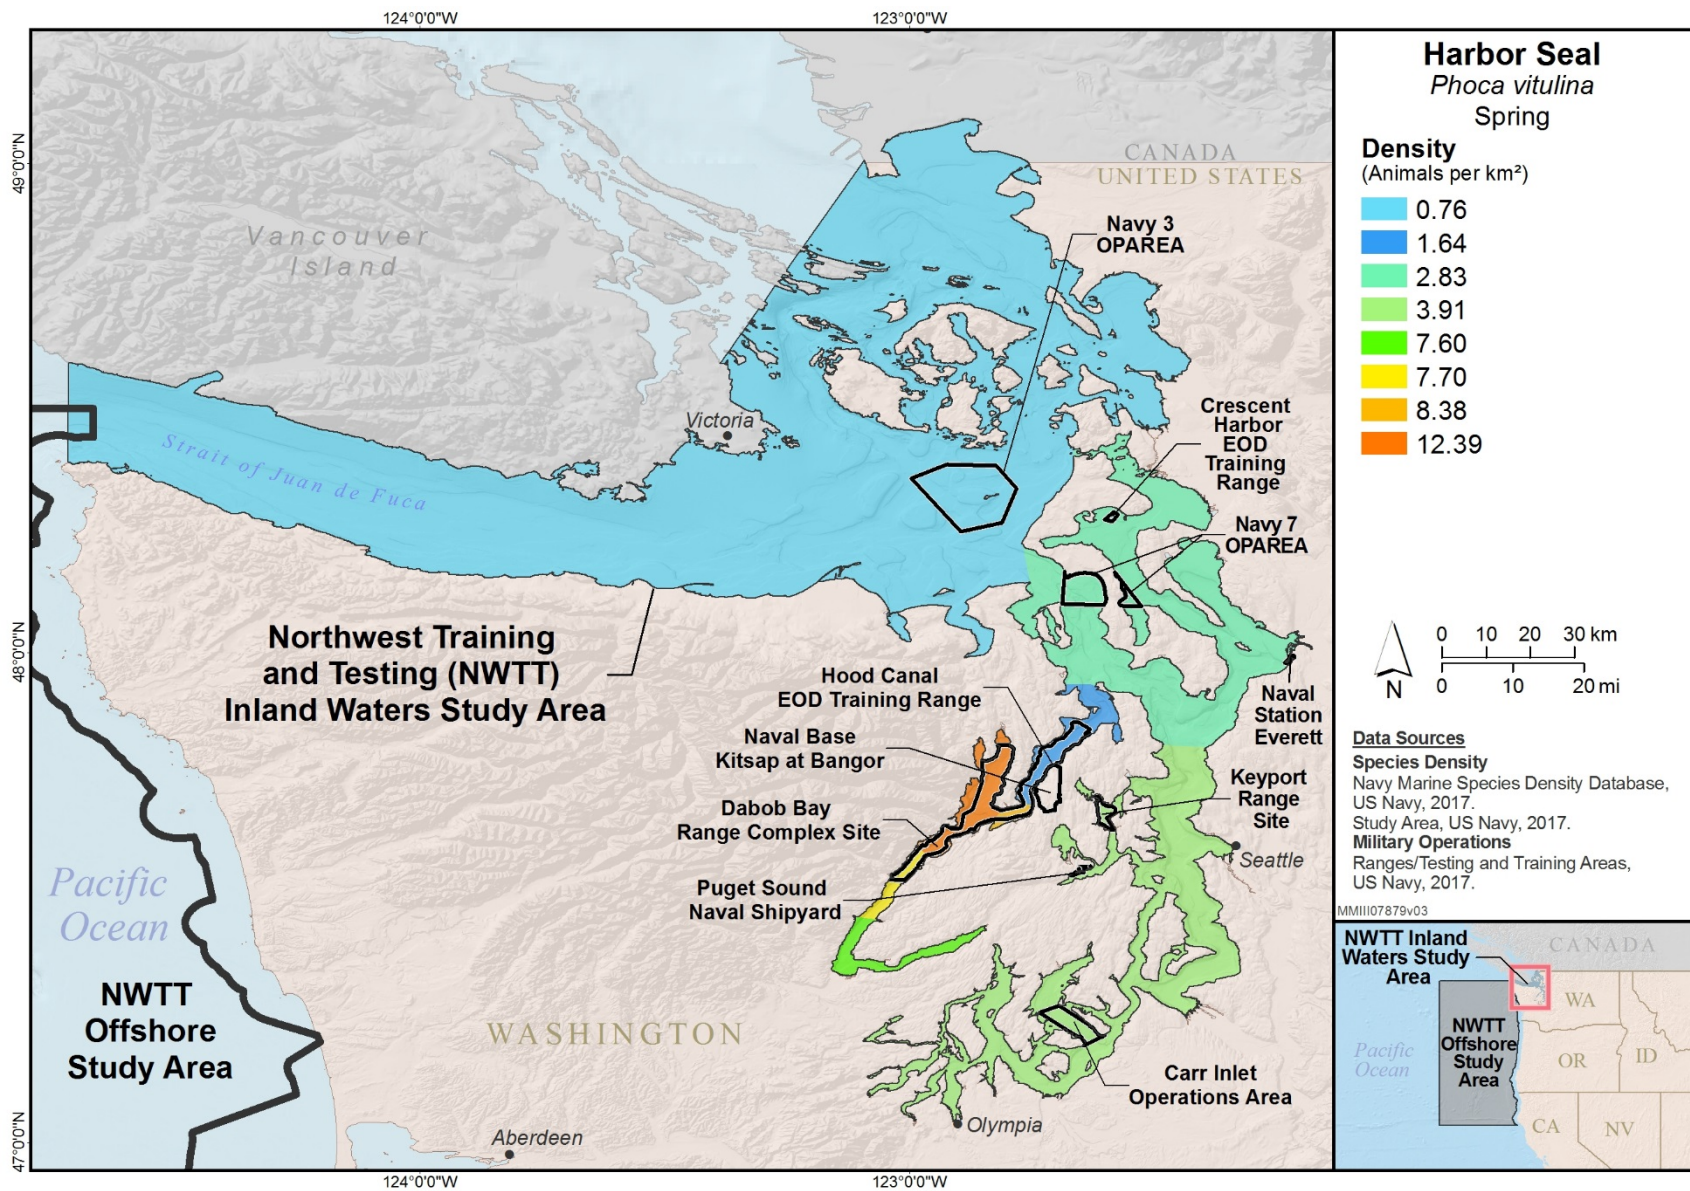 124°0'0"W
123°0'0"W
49°0'0"N
48°0'0"N
47°0'0"N
CANADA
UNITED STATES
Vancouver
Island
Navy 3
OPAREA
Victoria
Strait of Juan de Fuca
Crescent
Harbor
EOD
Training
Range
Navy 7
OPAREA
Northwest Training
and Testing (NWTT)
Inland Waters Study Area
Hood Canal
EOD Training Range
Naval
Station
Everett
Naval Base
Kitsap at Bangor
Keyport
Range
Site
Dabob Bay
Range Complex Site
Seattle
Puget Sound
Naval Shipyard
Pacific
Ocean
NWTT
Offshore
Study Area
WASHINGTON
Carr Inlet
Operations Area
Olympia
Aberdeen
124°0'0"W
123°0'0"W
Harbor Seal
Phoca vitulina
Spring
Density
(Animals per km²)
0.76
1.64
2.83
3.91
7.60
7.70
8.38
12.39
N
0 10 20 30 km
0 10 20 mi
Data Sources
Species Density
Navy Marine Species Density Database,
US Navy, 2017.
Study Area, US Navy, 2017.
Military Operations
Ranges/Testing and Training Areas,
US Navy, 2017.
MMIII07879v03
NWTT Inland
Waters Study
Area
CANADA
WA
NWTT
Offshore
Study
Area
Pacific
Ocean
OR
ID
CA
NV